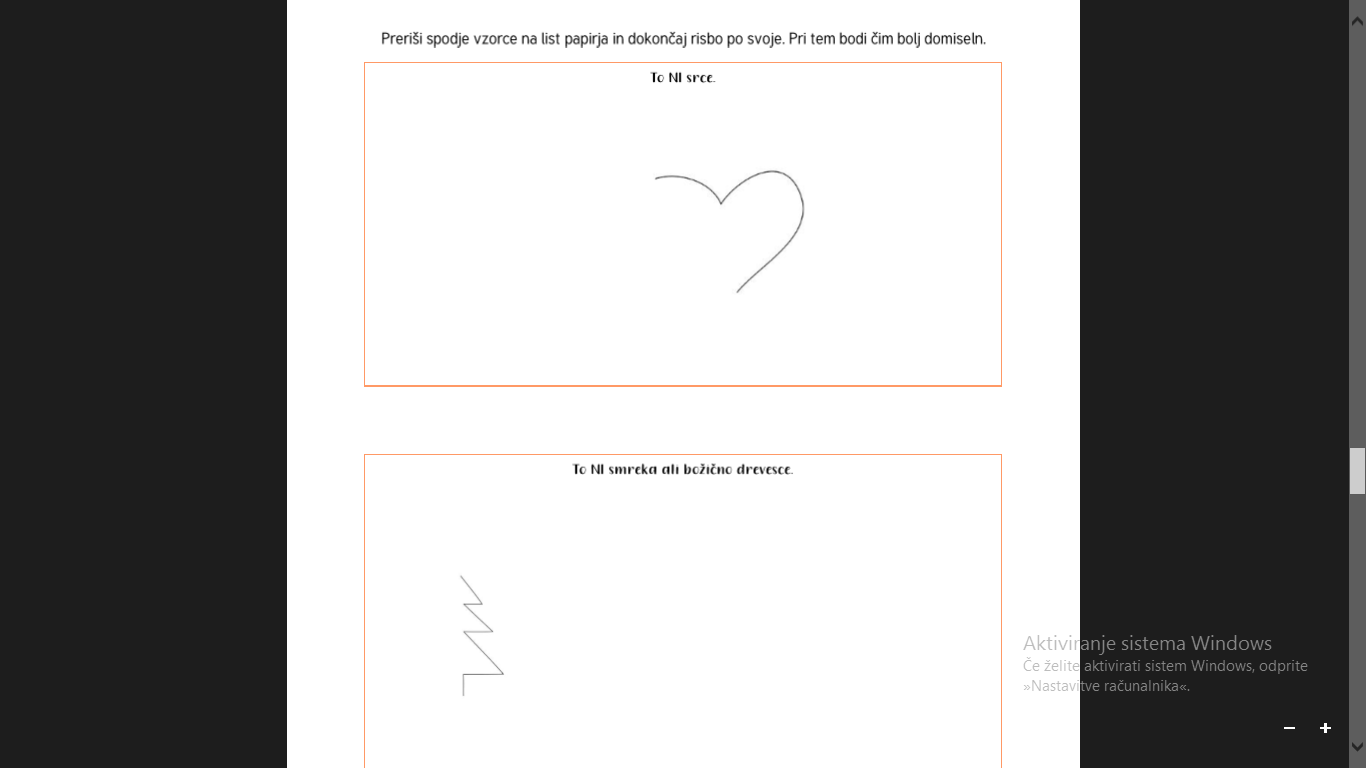 Preriši spodje vzorce na list papirja in dokončaj risbo po svoje. Pri tem bodi čim bolj domiseln.
To NI srce.
To NI smreka ali božično drevesce.
Aktiviranje sistema Windows
Če želite aktivirati sistem Windows, odprite
»Nastavitve računalnika«.